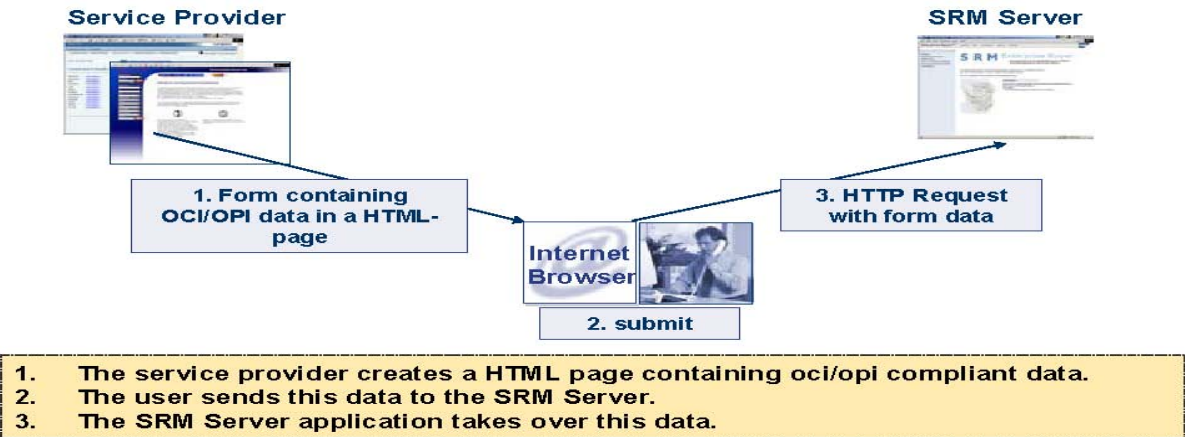 Service Provider
SRM Server
SRM
1. Form containing
OCI/OPI data in a HTML-
page
3. HTTP Request
with form data
Internet
Browser
2. submit
1. The service provider creates a HTML page containing oci/opi compliant data.
2. The user sends this data to the SRM Server.
3. The SRM Server application takes over this data.